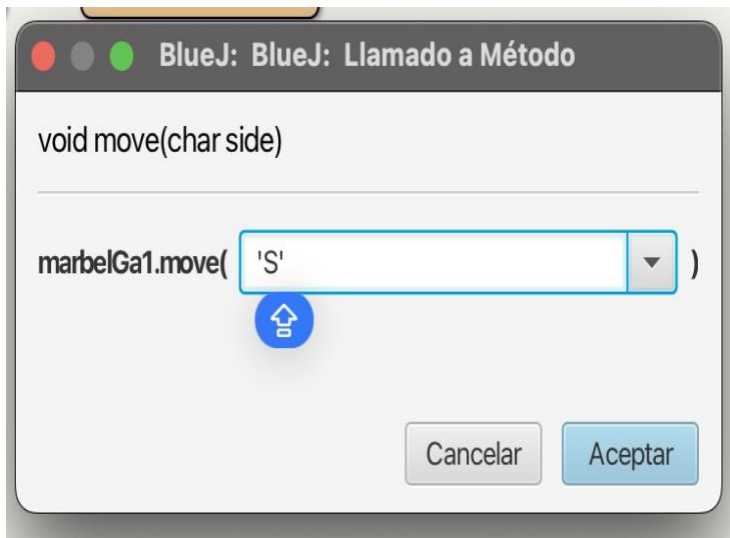 BlueJ: BlueJ: Llamado a Método
void move(char side)
marbelGa1.move( 'S' )
Cancelar Aceptar